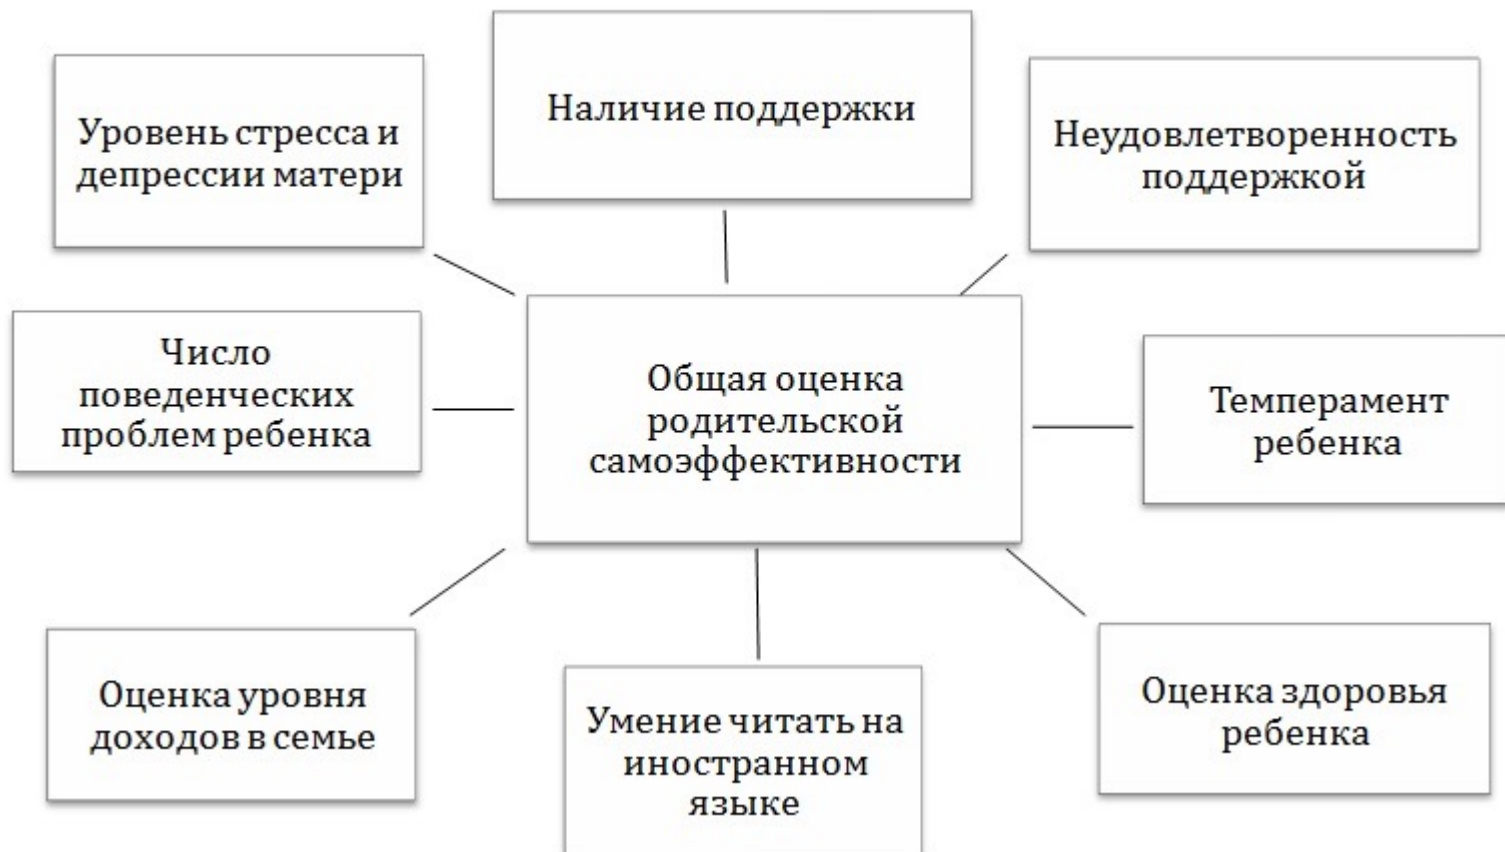 Наличие поддержки
Уровень стресса и
депрессии матери
Неудовлетворенность
поддержкой
Число
поведенческих
проблем ребенка
Общая оценка
родительской
самоэффективности
Темперамент
ребенка
Оценка уровня
доходов в семье
Умение читать на
иностранном
языке
Оценка здоровья
ребенка